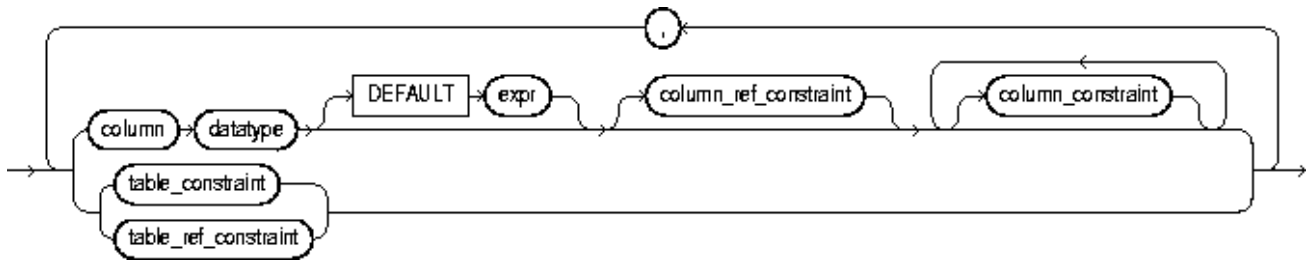 ,
DEFAULT expr column_ref_constraint column_constraint
column datatype
table_constraint
table_ref_constraint